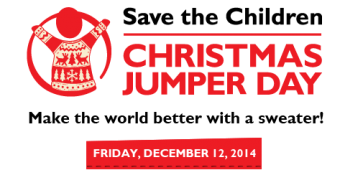 Save the Children
CHRISTMAS
JUMPER DAY
Make the world better with a sweater!
FRIDAY, DECEMBER 12, 2014